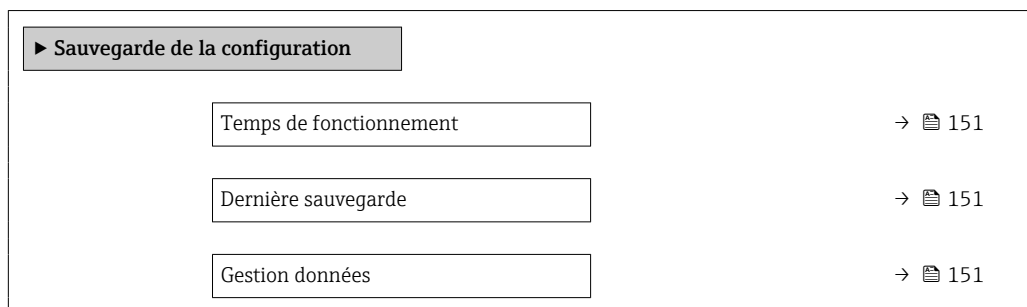 ▶ Sauvegarde de la configuration
Temps de fonctionnement → 151
Dernière sauvegarde → 151
Gestion données → 151